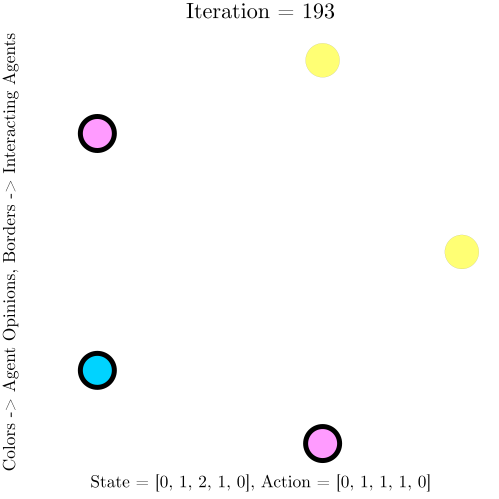 Iteration = 193
Colors -> Agent Opinions, Borders -> Interacting Agents
State = [0, 1, 2, 1, 0], Action = [0, 1, 1, 1, 0]